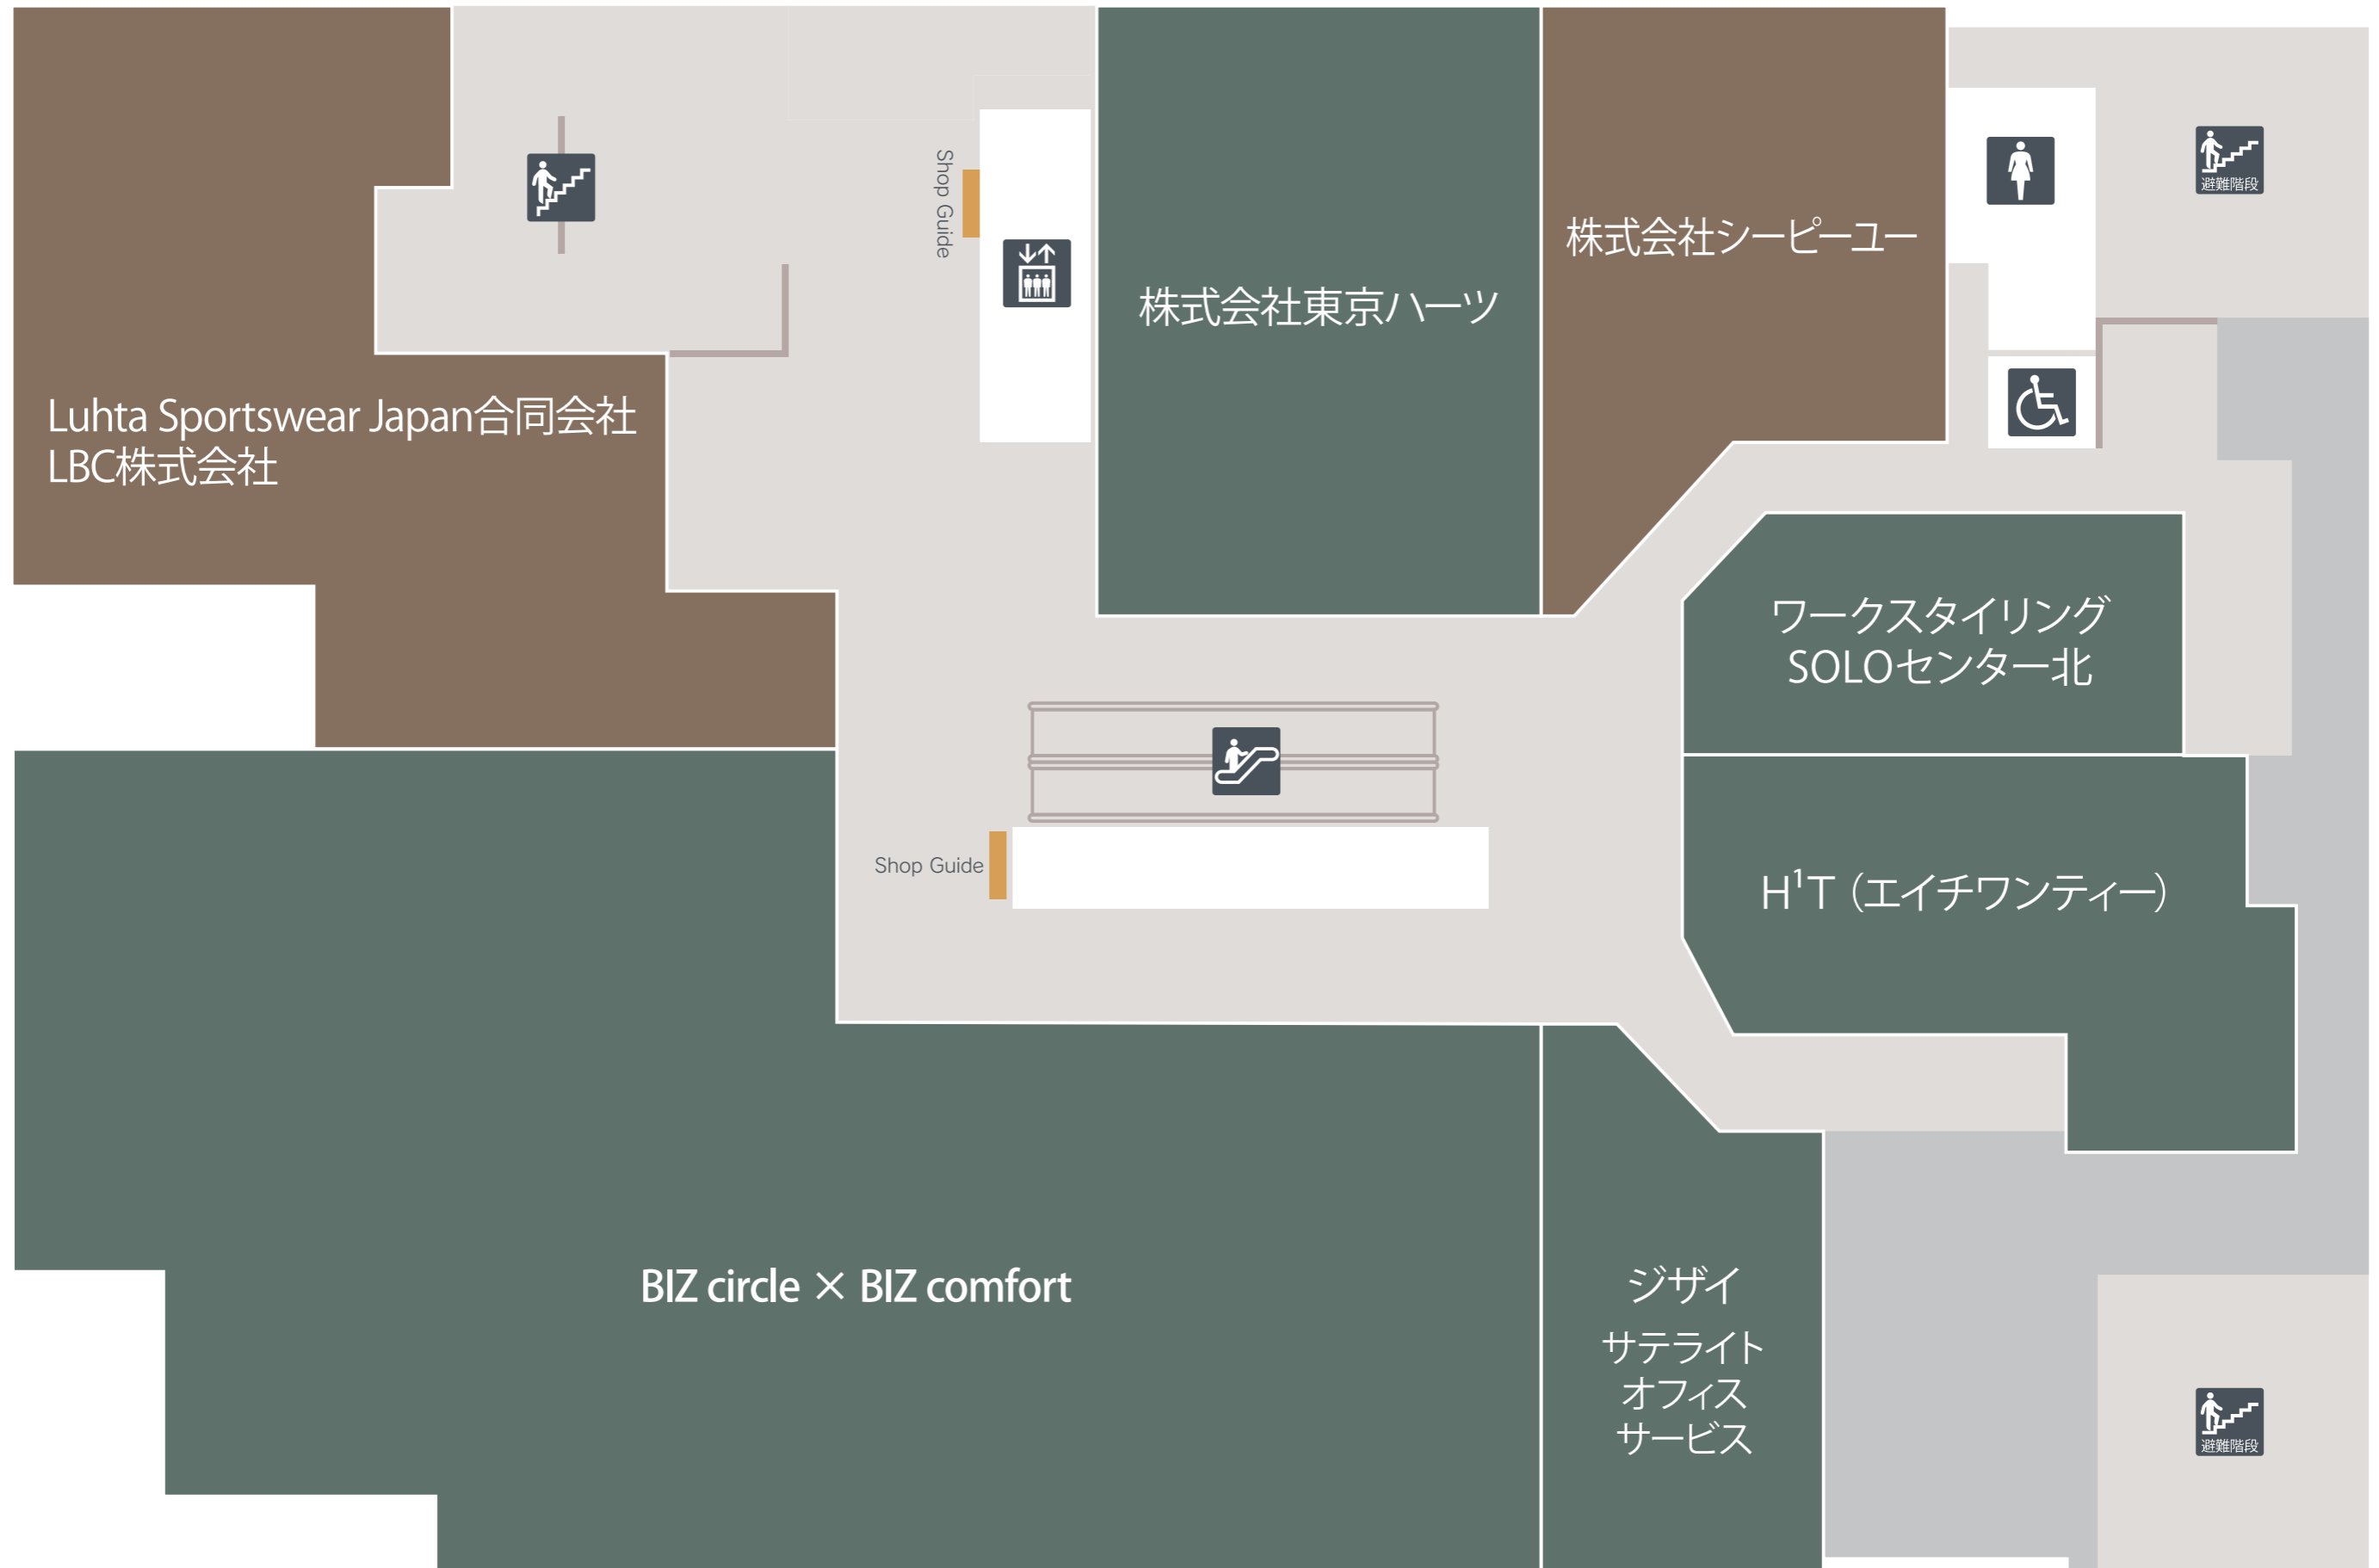 Shop Guide
避難階段
株式会社シーピーユー
株式会社東京ハーツ
Luhta Sportswear Japan合同会社
LBC株式会社
ワークスタイリング
SOLOセンター北
Shop Guide
H¹T（エイチワンティー）
BIZ circle × BIZ comfort
ジザイ
サテライト
オフィス
サービス
避難階段